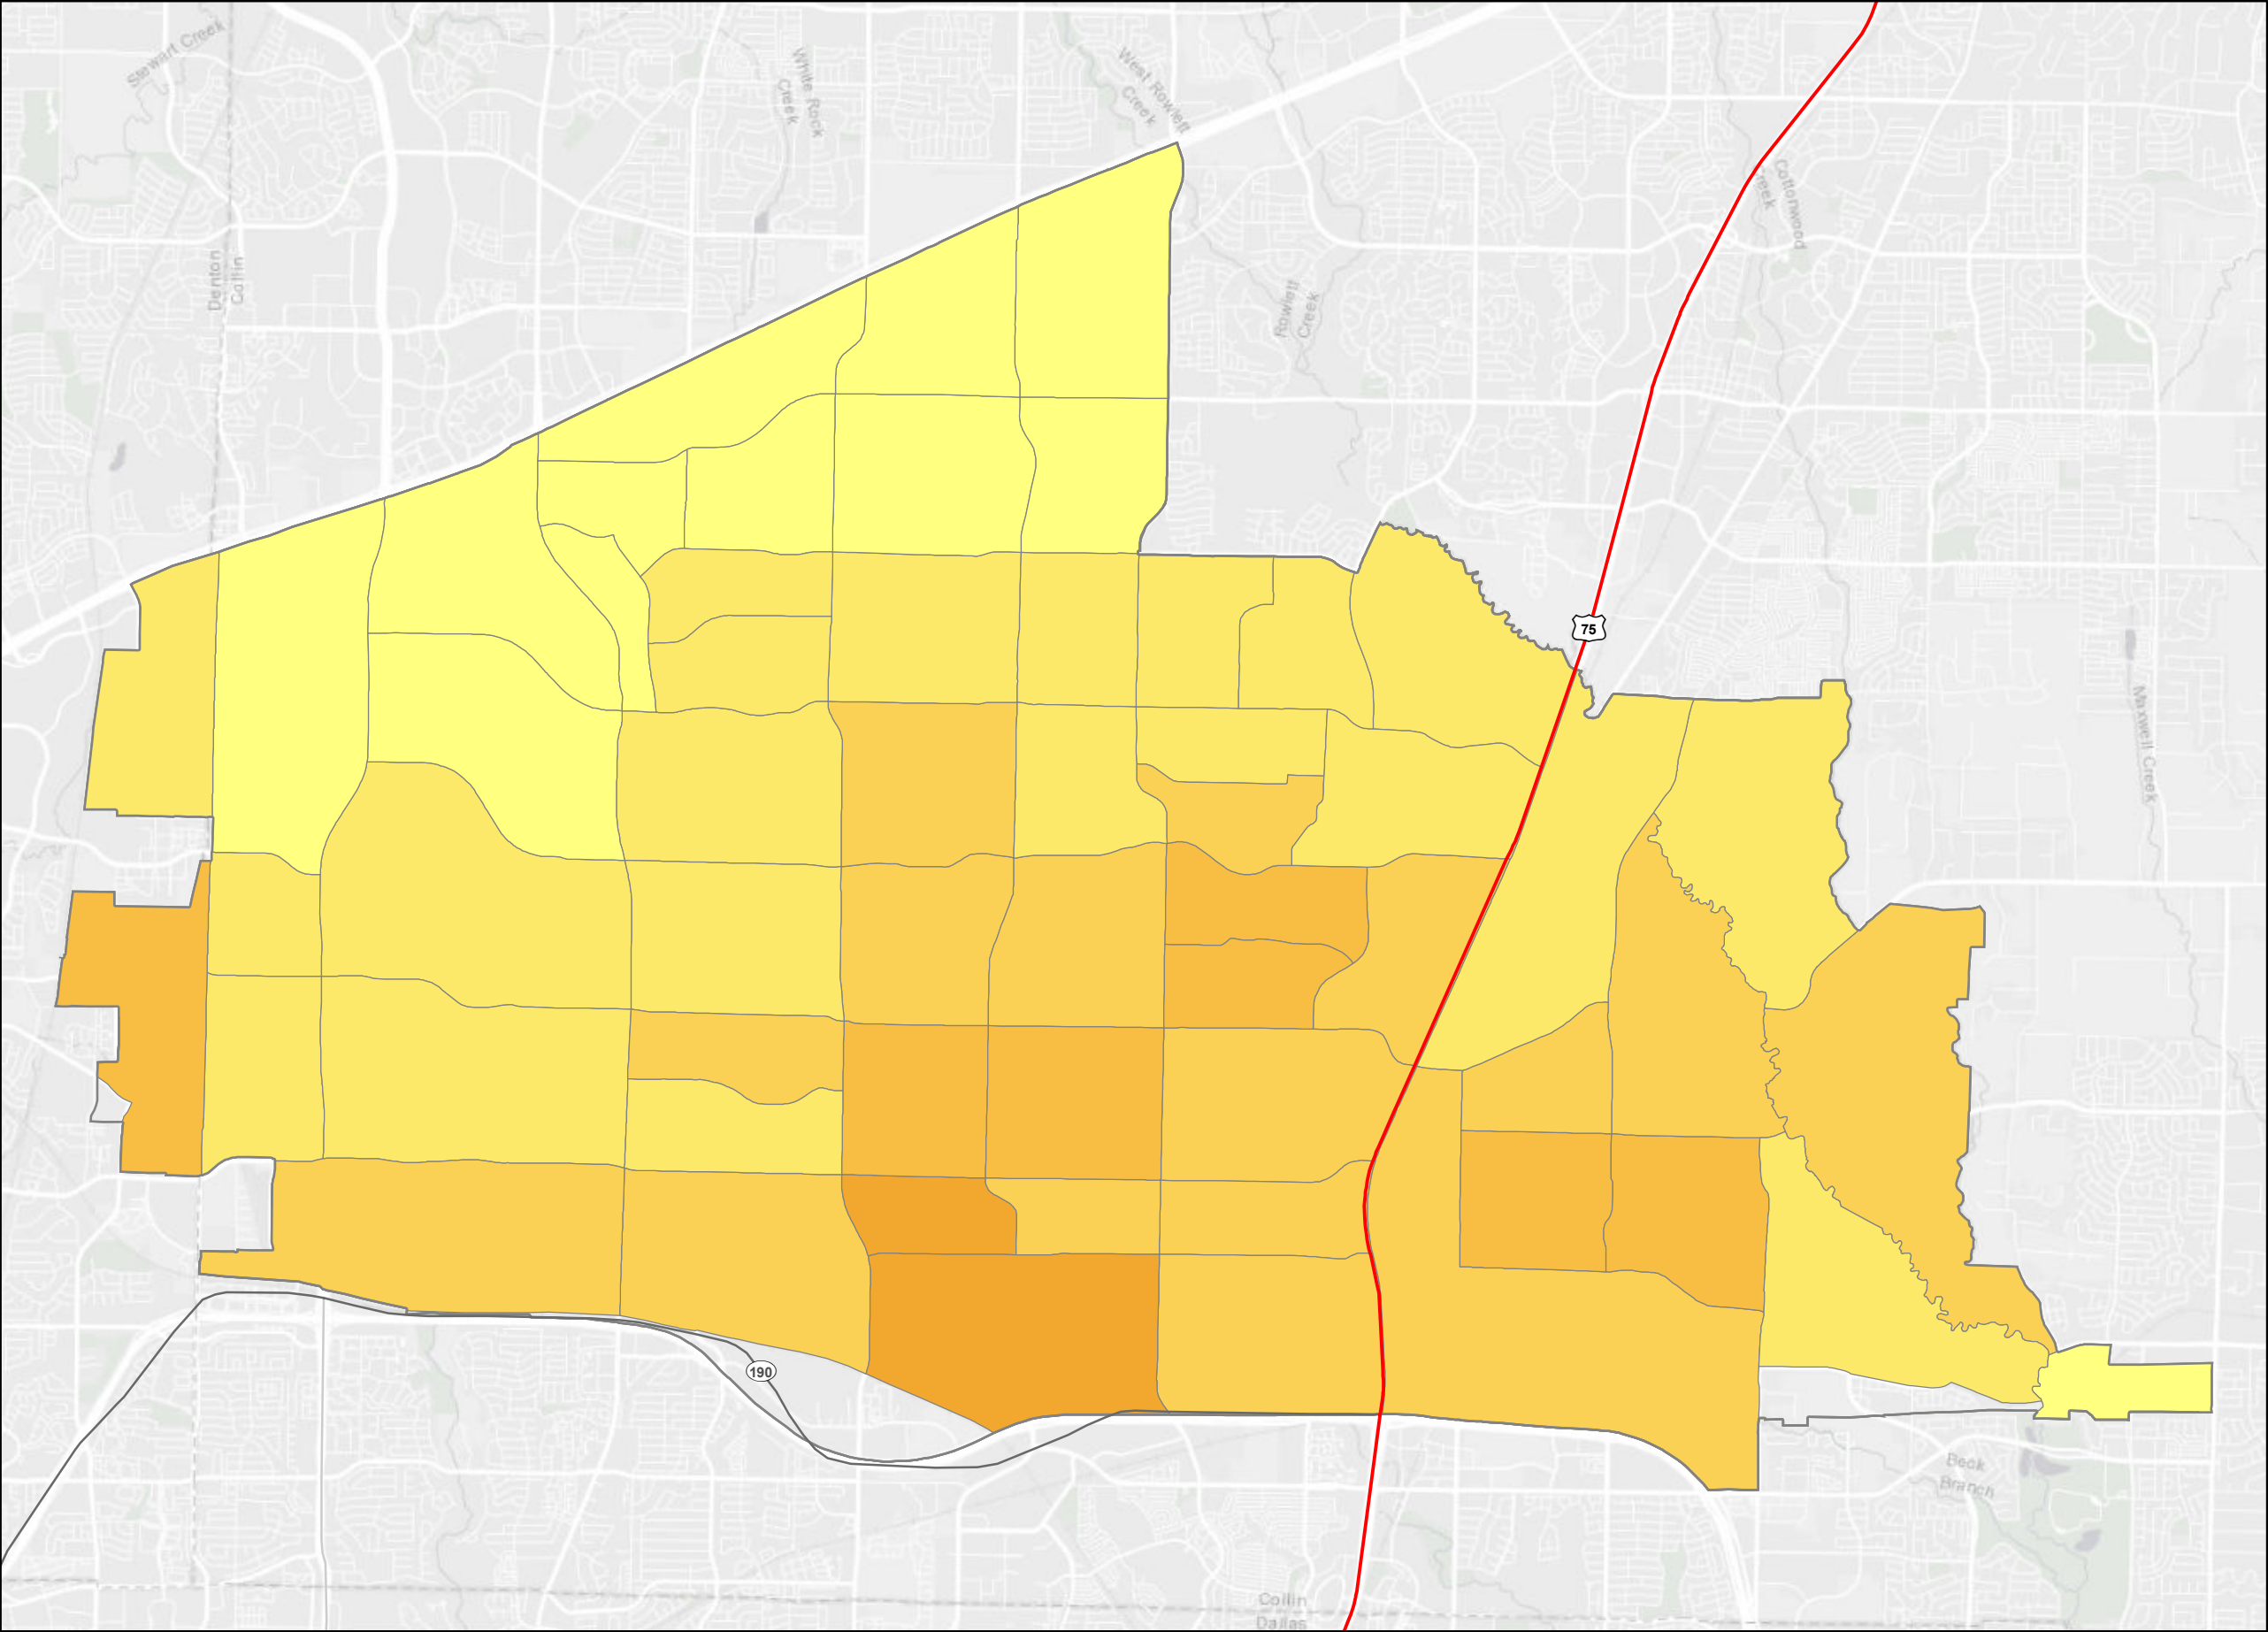 Stewart Creek
White Rock
Creek
West Rowlett
Creek
Cottonwood
Creek
Denton
Collin
Rowlett
Creek
75
Maxwell Creek
190
Beck
Branch
Collin
Dallas